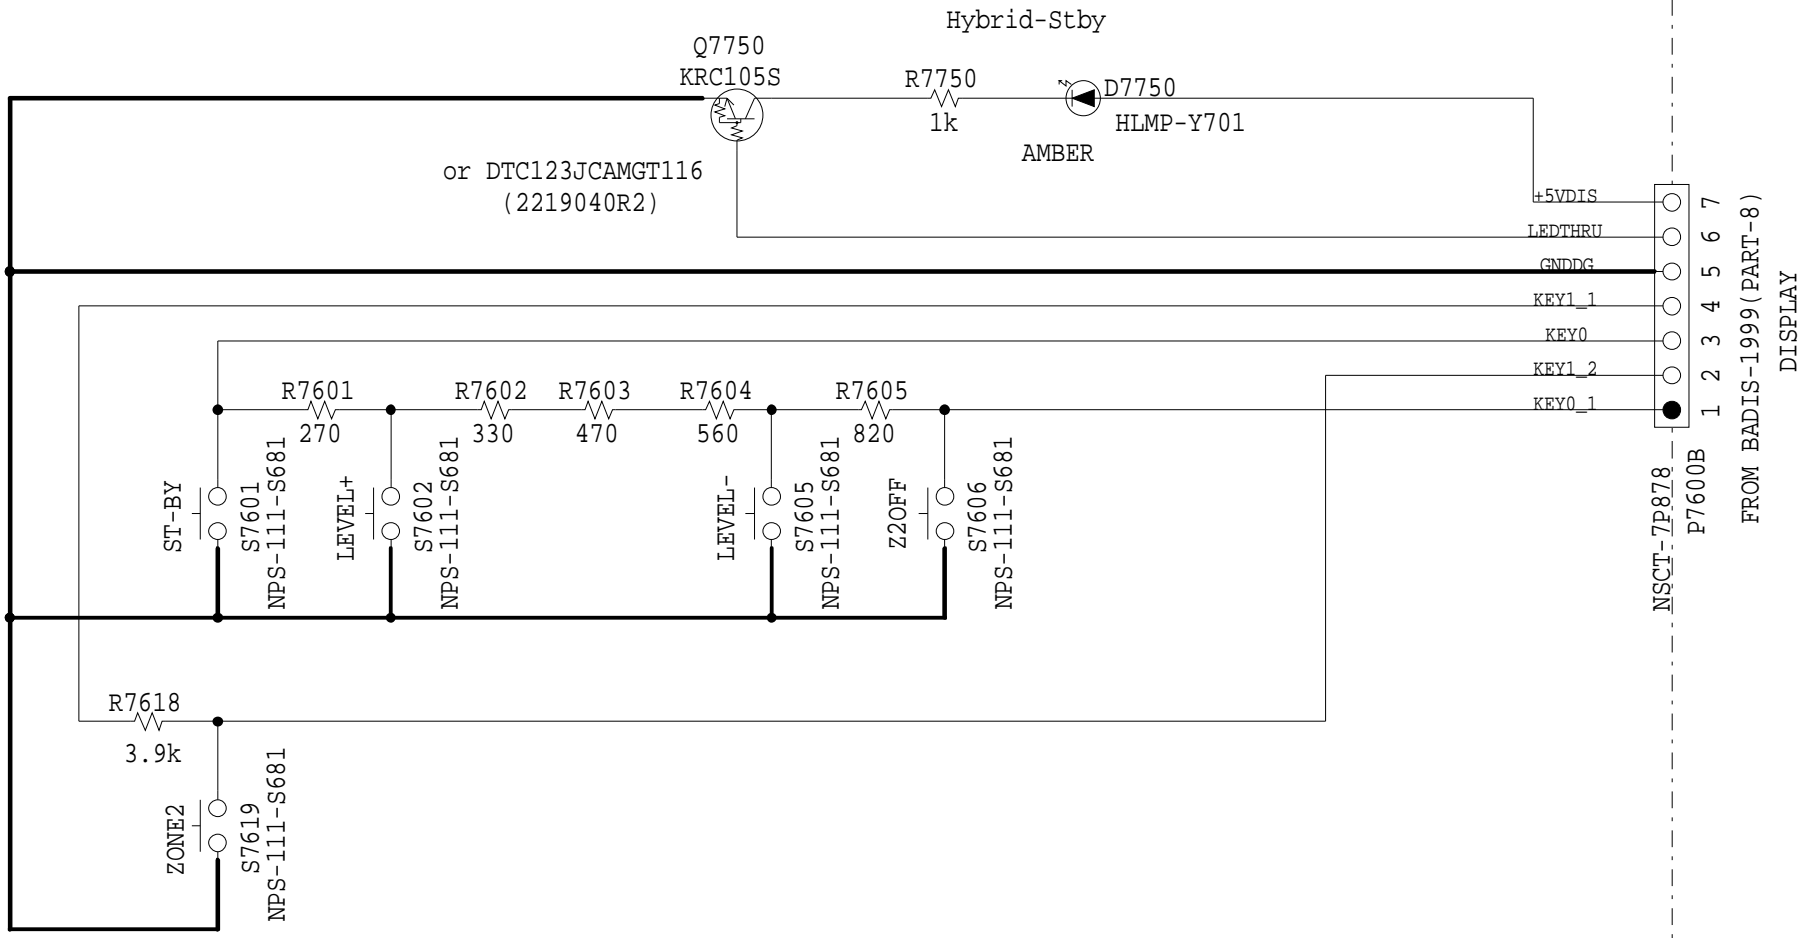 Hybrid-Stby
Q7750
KRC105S
R7750
1k
D7750
HLMP-Y701
AMBER
or DTC123JCAMGT116
(2219040R2)
+5VDIS
LEDTHRU
GNDDG
KEY1_1
KEY0
KEY1_2
KEY0_1
7
6
5
4
3
2
1
NSCT-7P878
P7600B
FROM BADIS-1999(PART-8)
DISPLAY
R7601
270
R7602
330
R7603
470
R7604
560
R7605
820
ST-BY
S7601
NPS-111-S681
LEVEL+
S7602
NPS-111-S681
LEVEL-
S7605
NPS-111-S681
Z2OFF
S7606
NPS-111-S681
R7618
3.9k
ZONE2
S7619
NPS-111-S681